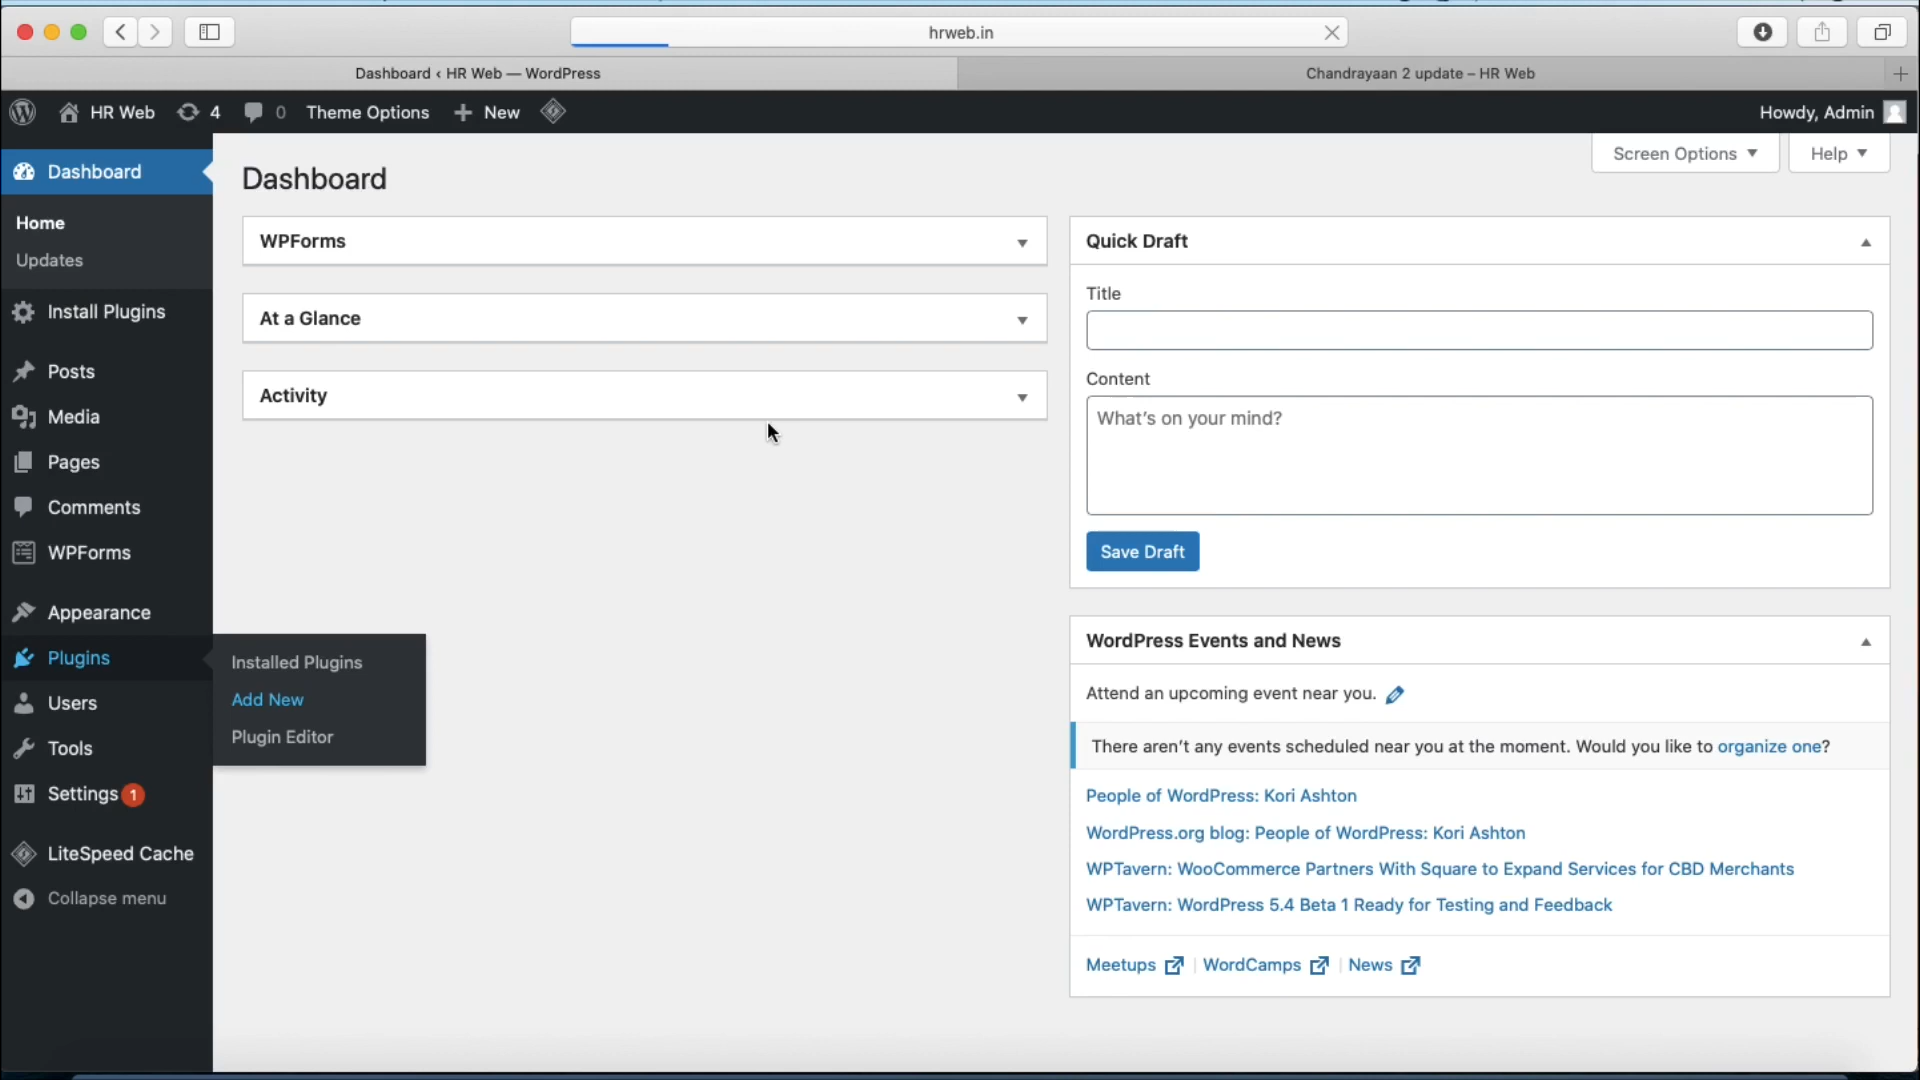 hrweb.in
Dashboard ‹ HR Web — WordPress
Chandrayaan 2 update – HR Web
HR Web
4
0
Theme Options
New
Howdy, Admin
Screen Options
Help
Dashboard
Home
Updates
Install Plugins
Posts
Media
Pages
Comments
WPForms
Appearance
Plugins
Users
Tools
Settings 1
LiteSpeed Cache
Collapse menu
Installed Plugins
Add New
Plugin Editor
Dashboard
WPForms
At a Glance
Activity
Quick Draft
Title
Content
What's on your mind?
Save Draft
WordPress Events and News
Attend an upcoming event near you.
There aren't any events scheduled near you at the moment. Would you like to organize one?
People of WordPress: Kori Ashton
WordPress.org blog: People of WordPress: Kori Ashton
WPTavern: WooCommerce Partners With Square to Expand Services for CBD Merchants
WPTavern: WordPress 5.4 Beta 1 Ready for Testing and Feedback
Meetups | WordCamps | News